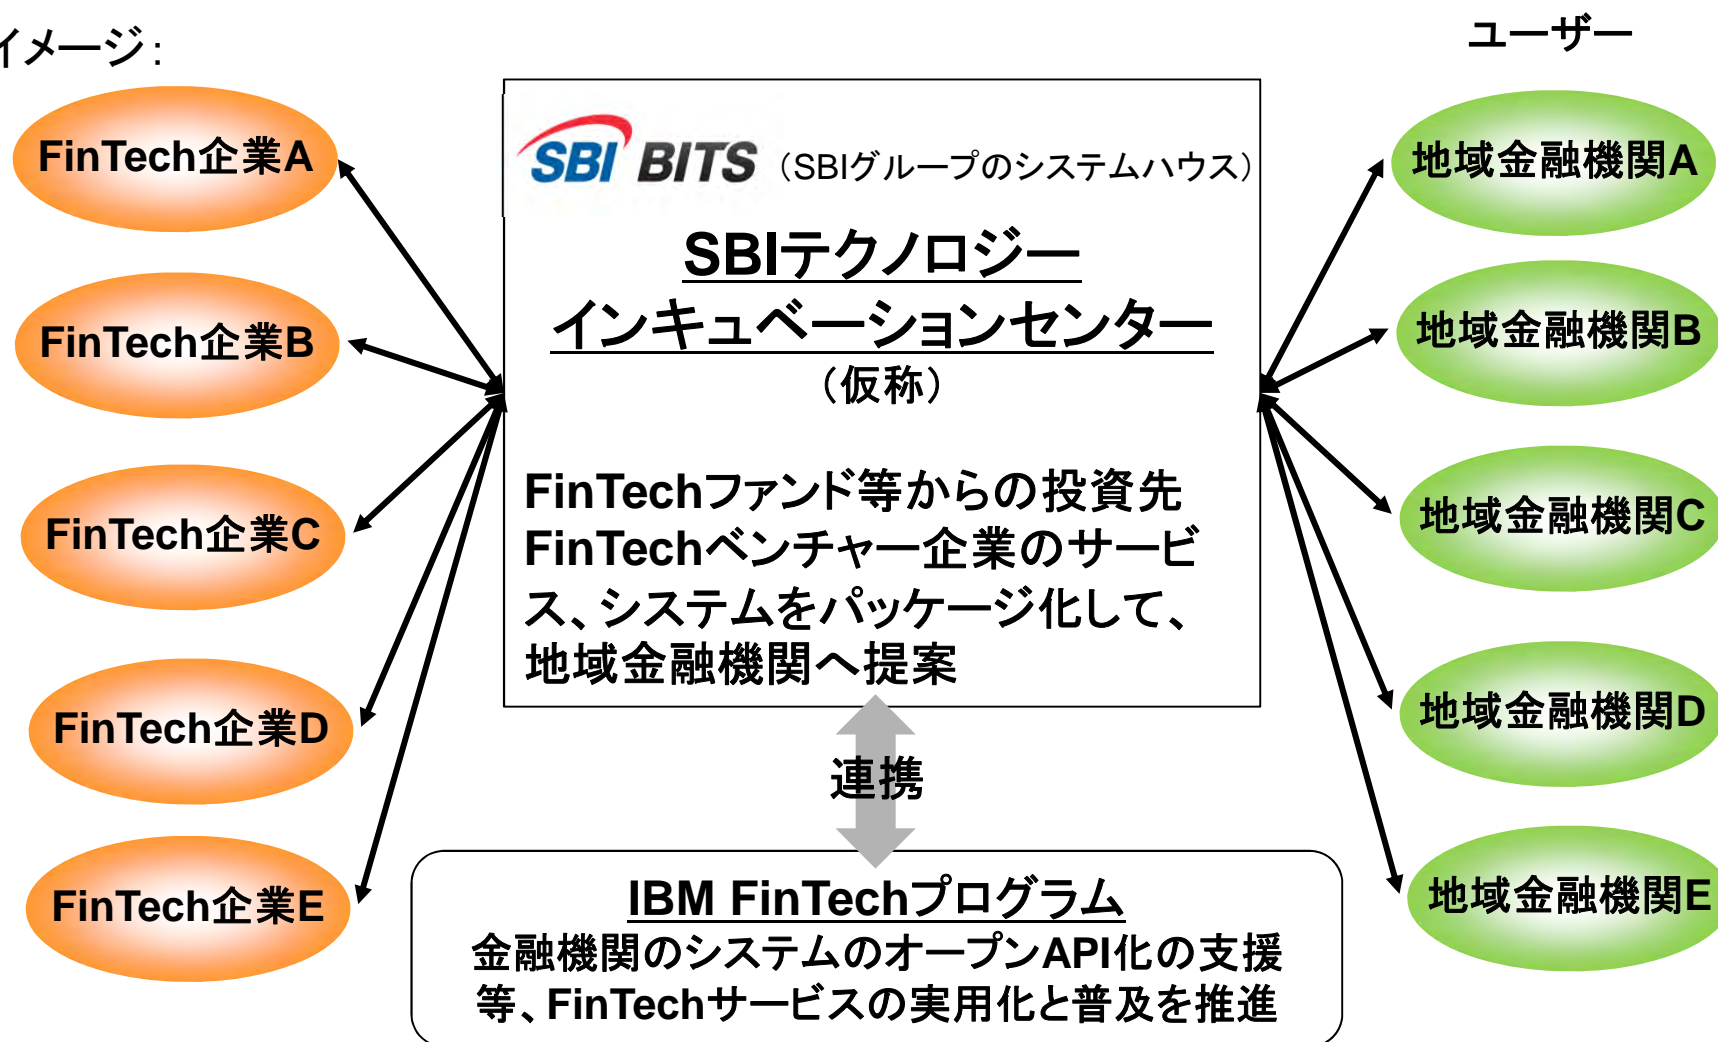 イメージ：
ユーザー
FinTech企業A
FinTech企業B
FinTech企業C
FinTech企業D
FinTech企業E
SBI BITS （SBIグループのシステムハウス）
SBIテクノロジー
インキュベーションセンター
（仮称）
FinTechファンド等からの投資先
FinTechベンチャー企業のサービ
ス、システムをパッケージ化して、
地域金融機関へ提案
連携
IBM FinTechプログラム
金融機関のシステムのオープンAPI化の支援
等、FinTechサービスの実用化と普及を推進
地域金融機関A
地域金融機関B
地域金融機関C
地域金融機関D
地域金融機関E